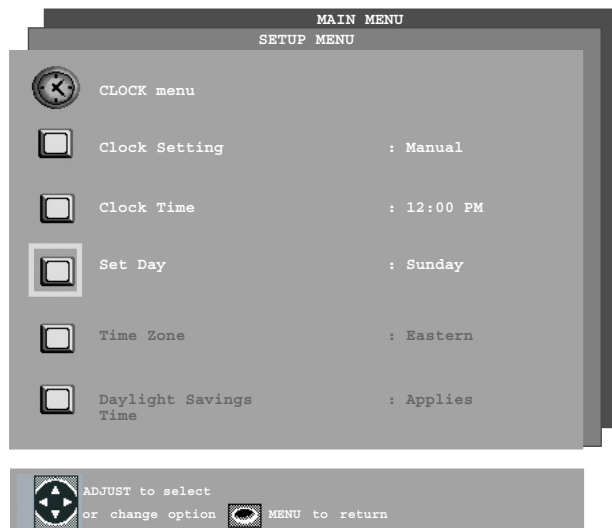 MAIN MENU
SETUP MENU
CLOCK menu
Clock Setting : Manual
Clock Time : 12:00 PM
Set Day : Sunday
Time Zone : Eastern
Daylight Savings : Applies
Time
ADJUST to select
or change option MENU to return